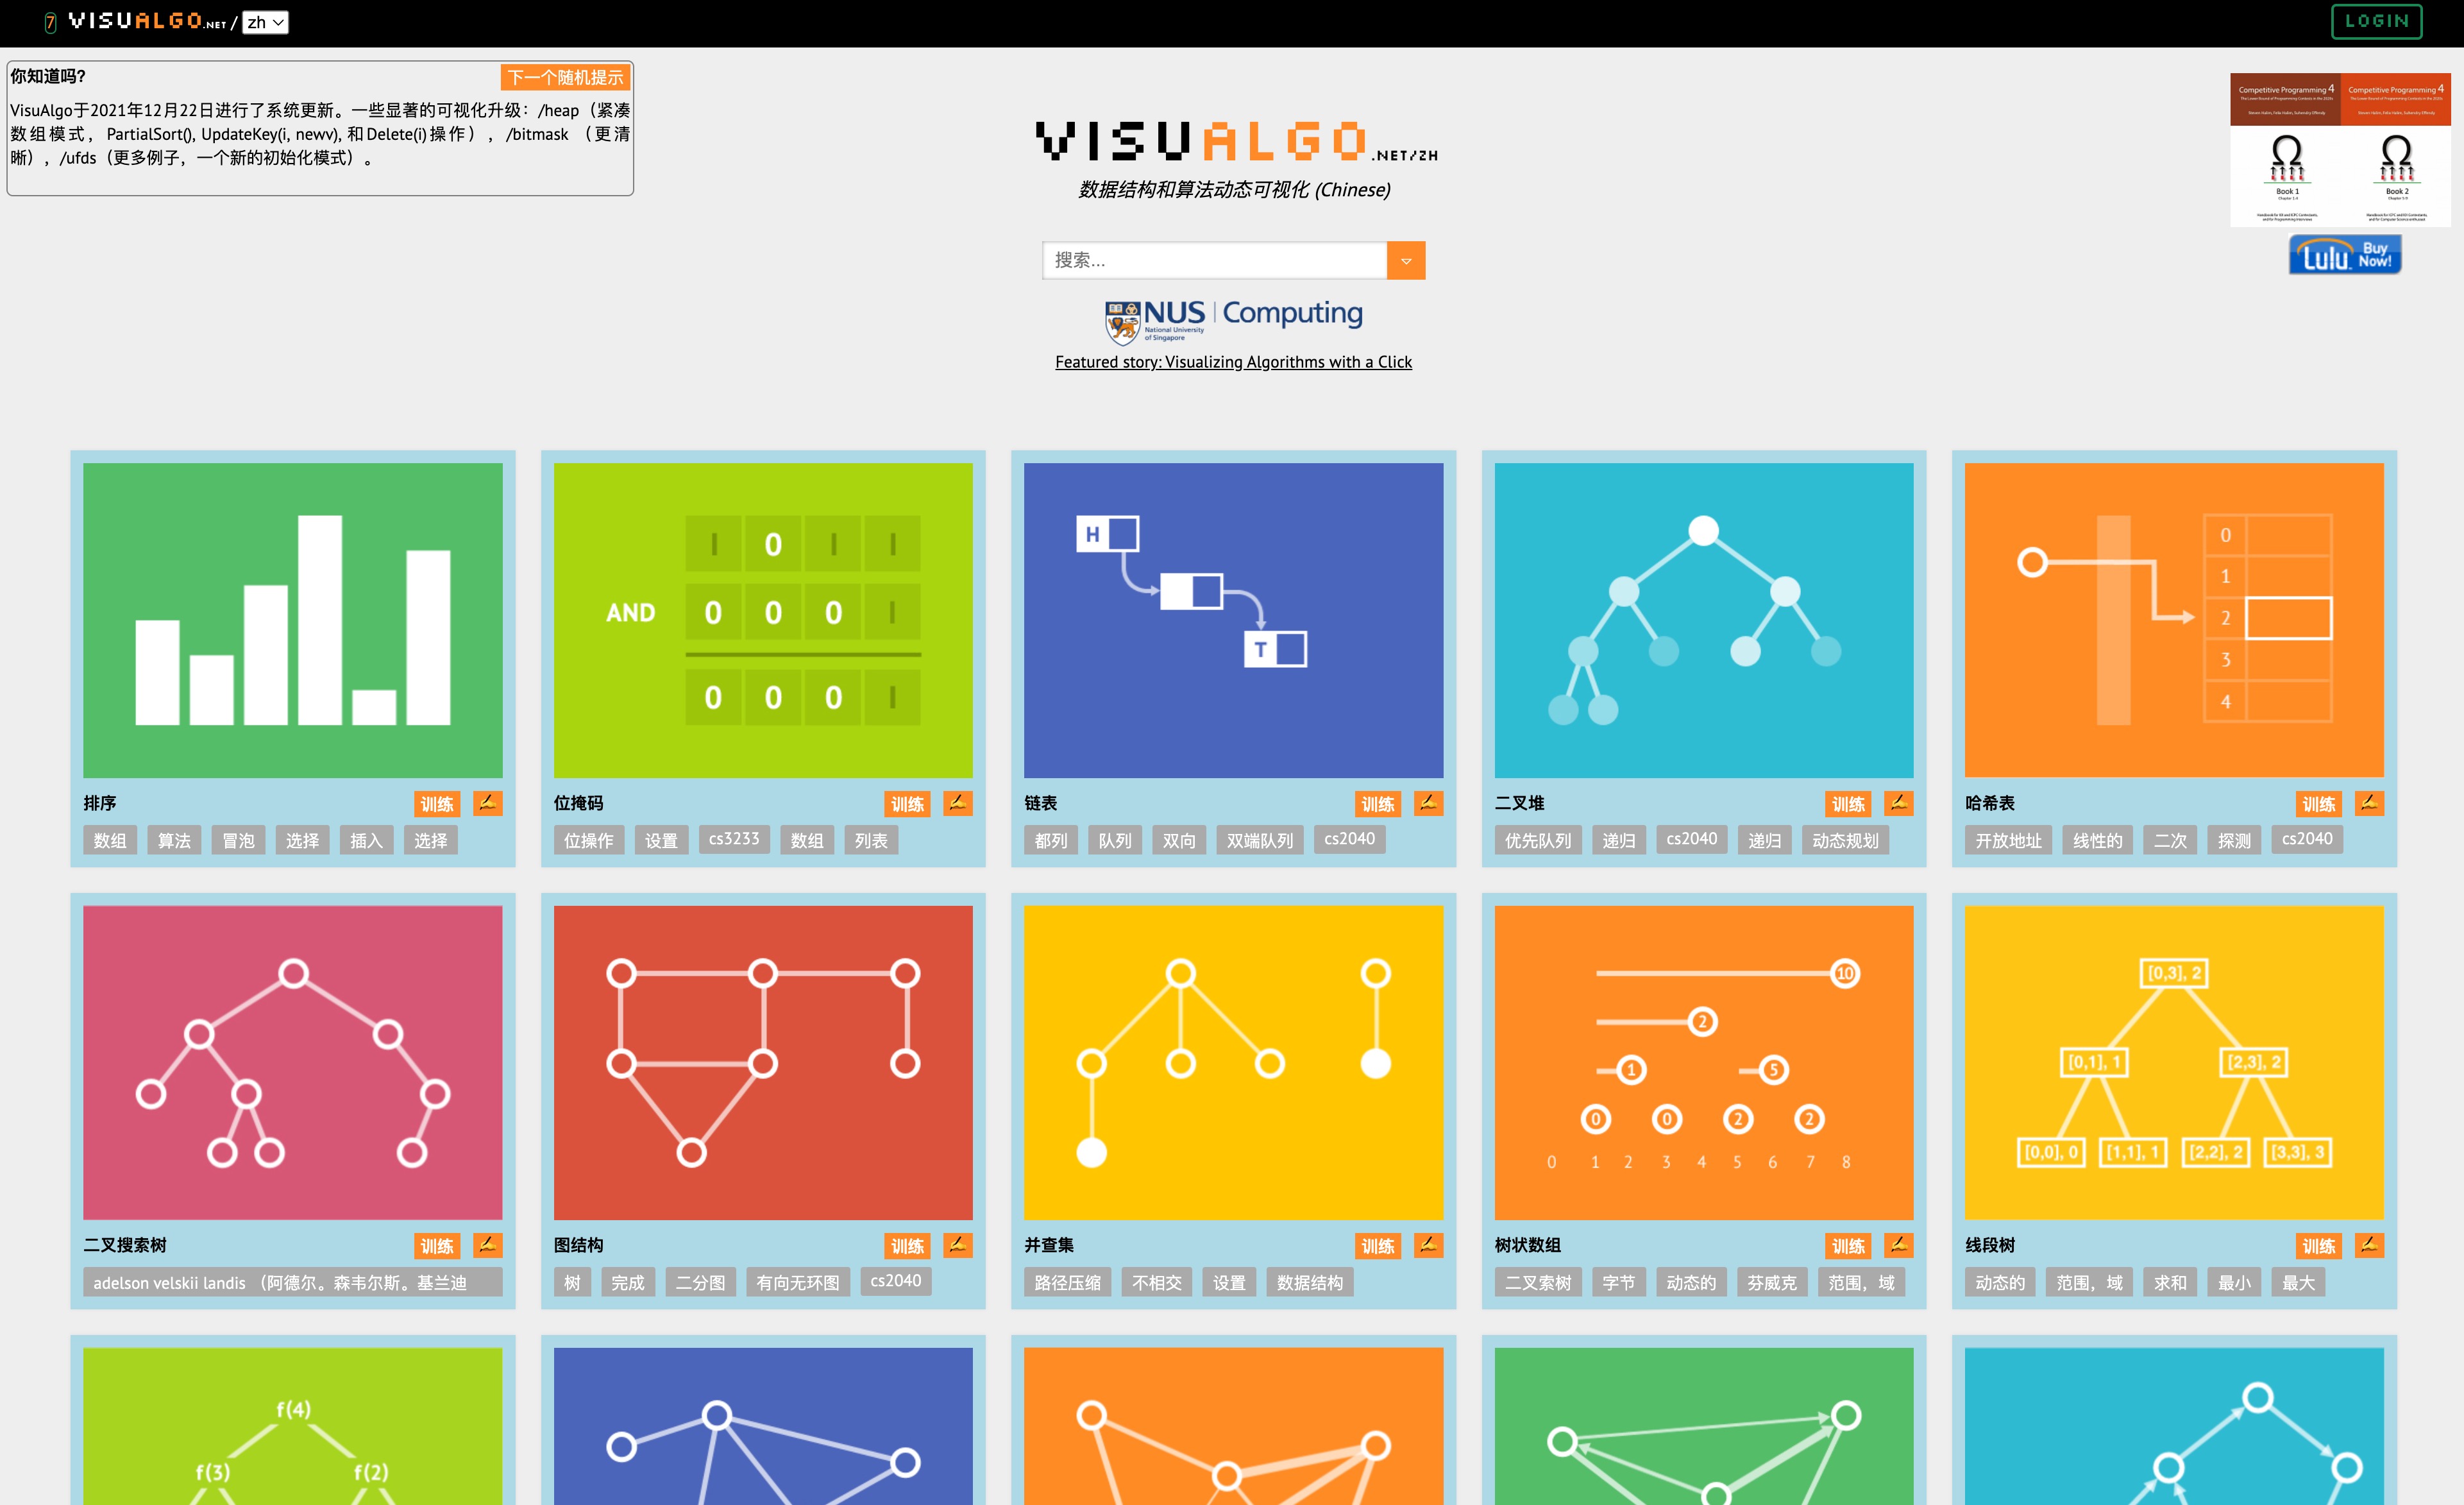 7 VISUALGO.NET / zh
LOGIN
你知道吗?
下一个随机提示
VisuAlgo于2021年12月22日进行了系统更新。一些显著的可视化升级：/heap（紧凑
数组模式，PartialSort(), UpdateKey(i, newv), 和Delete(i)操作），/bitmask （更清
晰），/ufds（更多例子，一个新的初始化模式）。
VISUALGO.NET/ZH
数据结构和算法动态可视化 (Chinese)
搜索...
NUS Computing
National University
of Singapore
Featured story: Visualizing Algorithms with a Click
Competitive Programming 4
Competitive Programming 4
Book 1
Book 2
Lulu Buy Now!
H
T
I 0 I I
AND 0 0 0 I
0 0 0 I
0
1
2
3
4
排序 训练
数组 算法 冒泡 选择 插入 选择
位掩码 训练
位操作 设置 cs3233 数组 列表
链表 训练
都列 队列 双向 双端队列 cs2040
二叉堆 训练
优先队列 递归 cs2040 递归 动态规划
哈希表 训练
开放地址 线性的 二次 探测 cs2040
10
2
1 5
0 0 2 2
0 1 2 3 4 5 6 7 8
[0,3], 2
[0,1], 1 [2,3], 2
[0,0], 0 [1,1], 1 [2,2], 2 [3,3], 3
二叉搜索树 训练
adelson velskii landis （阿德尔。森韦尔斯。基兰迪
图结构 训练
树 完成 二分图 有向无环图 cs2040
并查集 训练
路径压缩 不相交 设置 数据结构
树状数组 训练
二叉索树 字节 动态的 芬威克 范围，域
线段树 训练
动态的 范围，域 求和 最小 最大
f(4)
f(3) f(2)